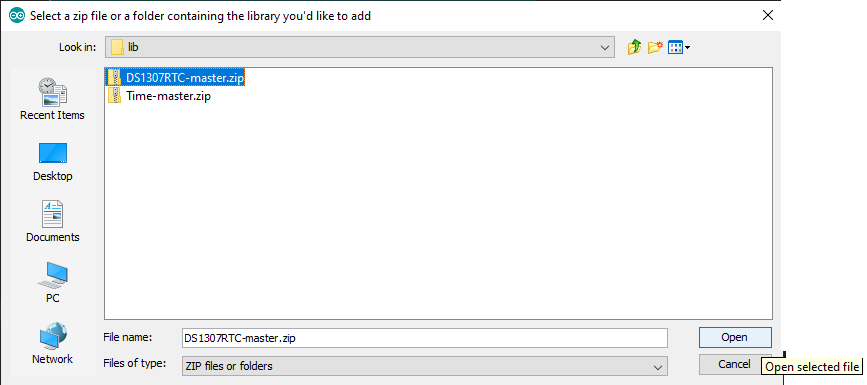 Select a zip file or a folder containing the library you'd like to add
Look in: lib
DS1307RTC-master.zip
Time-master.zip
Recent Items
Desktop
Documents
PC
Network
File name: DS1307RTC-master.zip Open
Files of type: ZIP files or folders Cancel
Open selected file